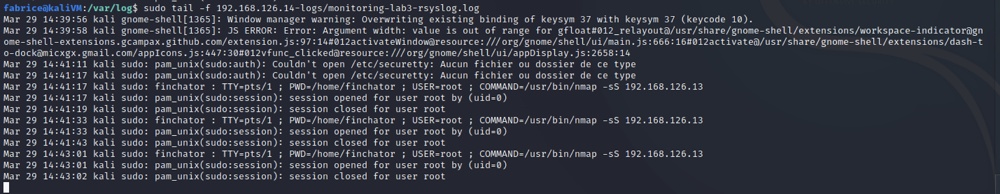 BY OFFENSIVE SECURITY
fabrice@kaliVM:/var/log$ sudo tail -f 192.168.126.14-logs/monitoring-lab3-rsyslog.log
Mar 29 14:39:56 kali gnome-shell[1365]: Window manager warning: Overwriting existing binding of keysym 37 with keysym 37 (keycode 10).
Mar 29 14:39:58 kali gnome-shell[1365]: JS ERROR: Error: Argument width: value is out of range for gfloat#012_relayout@/usr/share/gnome-shell/extensions/workspace-indicator@gn
ome-shell-extensions.gcampax.github.com/extension.js:97:14#012activateWindow@resource:///org/gnome/shell/ui/main.js:666:16#012activate@/usr/share/gnome-shell/extensions/dash-t
o-dock@micxgx.gmail.com/appIcons.js:447:30#012vfunc_clicked@resource:///org/gnome/shell/ui/appDisplay.js:2658:14
Mar 29 14:41:11 kali sudo: pam_unix(sudo:auth): Couldn't open /etc/securetty: Aucun fichier ou dossier de ce type
Mar 29 14:41:17 kali sudo: pam_unix(sudo:auth): Couldn't open /etc/securetty: Aucun fichier ou dossier de ce type
Mar 29 14:41:17 kali sudo: finchator : TTY=pts/1 ; PWD=/home/finchator ; USER=root ; COMMAND=/usr/bin/nmap -sS 192.168.126.13
Mar 29 14:41:17 kali sudo: pam_unix(sudo:session): session opened for user root by (uid=0)
Mar 29 14:41:19 kali sudo: pam_unix(sudo:session): session closed for user root
Mar 29 14:41:33 kali sudo: finchator : TTY=pts/1 ; PWD=/home/finchator ; USER=root ; COMMAND=/usr/bin/nmap -sS 192.168.126.13
Mar 29 14:41:33 kali sudo: pam_unix(sudo:session): session opened for user root by (uid=0)
Mar 29 14:41:43 kali sudo: pam_unix(sudo:session): session closed for user root
Mar 29 14:43:01 kali sudo: finchator : TTY=pts/1 ; PWD=/home/finchator ; USER=root ; COMMAND=/usr/bin/nmap -sS 192.168.126.13
Mar 29 14:43:01 kali sudo: pam_unix(sudo:session): session opened for user root by (uid=0)
Mar 29 14:43:02 kali sudo: pam_unix(sudo:session): session closed for user root